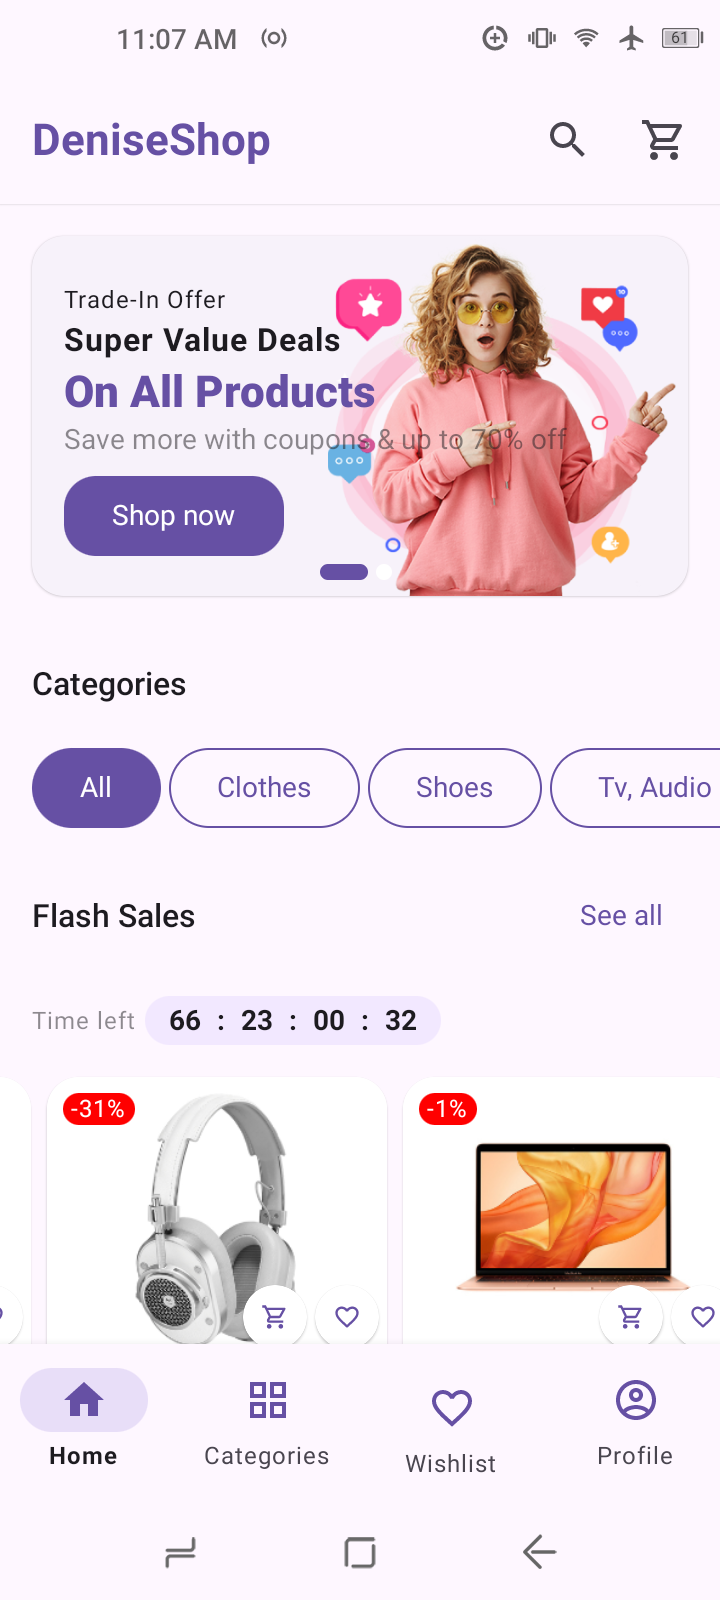 11:07 AM
61
DeniseShop
Trade-In Offer
Super Value Deals
On All Products
Save more with coupons & up to 70% off
Shop now
Categories
All
Clothes
Shoes
Tv, Audio
Flash Sales
See all
Time left
66 : 23 : 00 : 32
-31%
-1%
Home
Categories
Wishlist
Profile